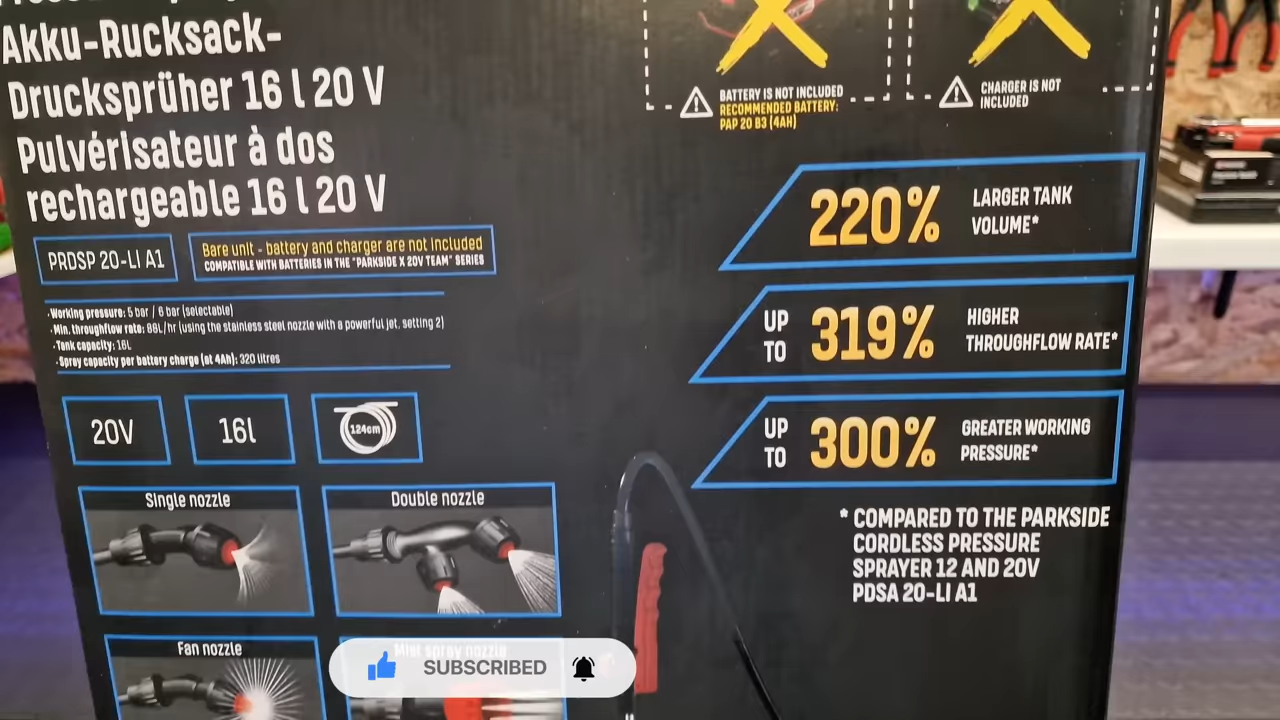 Akku-Rucksack-
Drucksprüher 16 l 20 V
Pulvérisateur à dos
rechargeable 16 l 20 V
PRDSP 20-LI A1
Bare unit - battery and charger are not included
COMPATIBLE WITH BATTERIES IN THE "PARKSIDE X 20V TEAM" SERIES
· Working pressure: 5 bar / 6 bar (selectable)
· Min. throughflow rate: 88L/hr (using the stainless steel nozzle with a powerful jet, setting 2)
· Tank capacity: 16L
· Spray capacity per battery charge (at 4Ah): 320 litres
20V
16l
124cm
Single nozzle
Double nozzle
Fan nozzle
Mist spray nozzle
BATTERY IS NOT INCLUDED
RECOMMENDED BATTERY:
PAP 20 B3 (4AH)
CHARGER IS NOT
INCLUDED
220% LARGER TANK
VOLUME*
UP
TO
319%
HIGHER
THROUGHFLOW RATE*
UP
TO
300%
GREATER WORKING
PRESSURE*
* COMPARED TO THE PARKSIDE
CORDLESS PRESSURE
SPRAYER 12 AND 20V
PDSA 20-LI A1
SUBSCRIBED